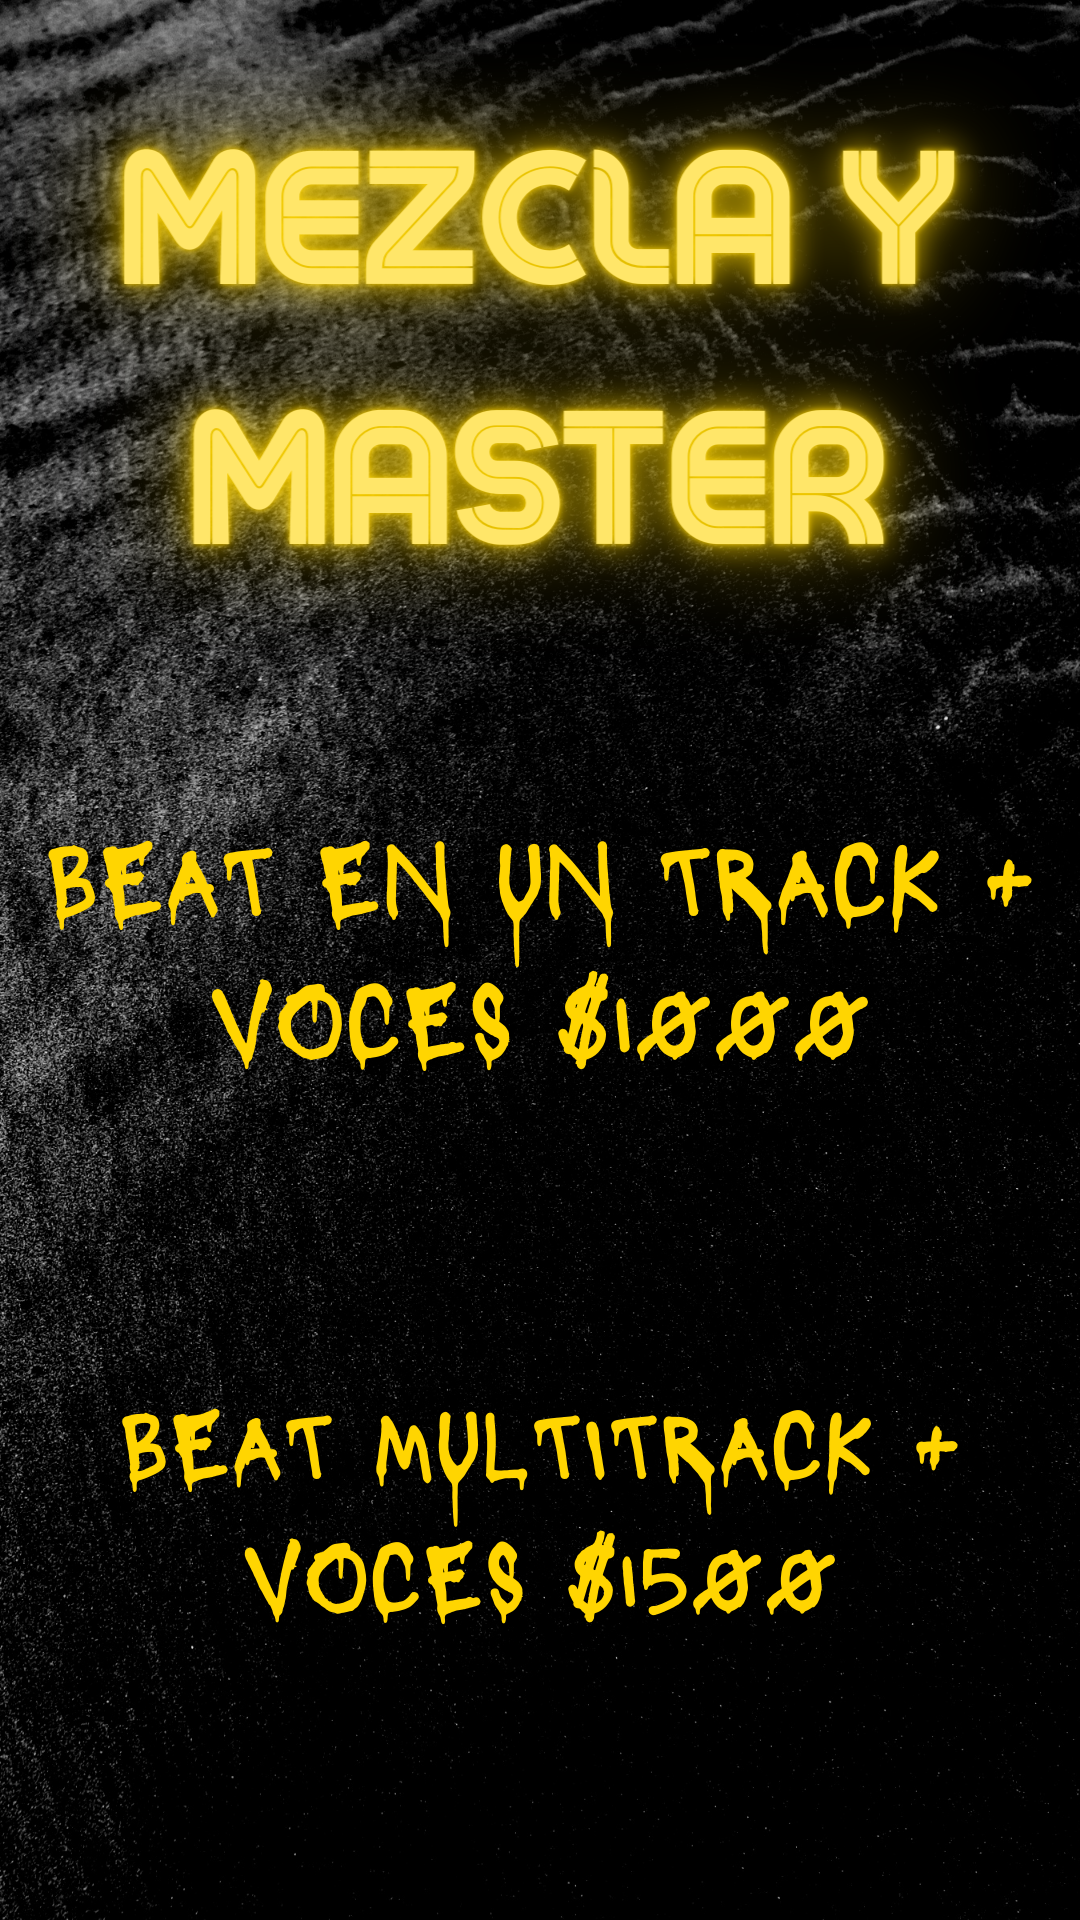 MEZCLA Y
MASTER
BEAT EN UN TRACK +
VOCES $1000
BEAT MULTITRACK +
VOCES $1500